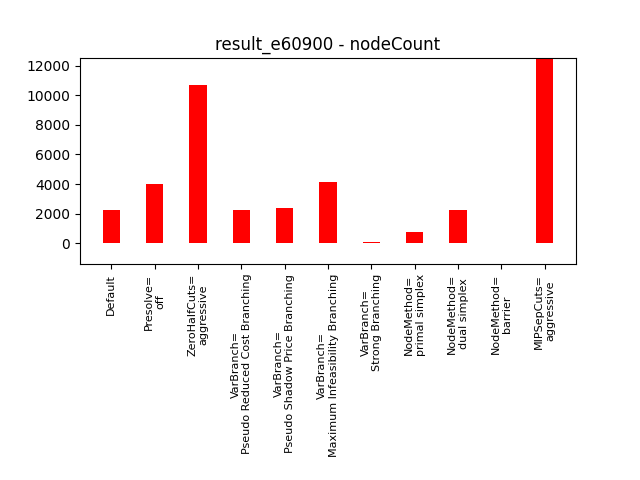 result_e60900 - nodeCount
12000
10000
8000
6000
4000
2000
0
Default
Presolve=
off
ZeroHalfCuts=
aggressive
VarBranch=
Pseudo Reduced Cost Branching
VarBranch=
Pseudo Shadow Price Branching
VarBranch=
Maximum Infeasibility Branching
VarBranch=
Strong Branching
NodeMethod=
primal simplex
NodeMethod=
dual simplex
NodeMethod=
barrier
MIPSepCuts=
aggressive